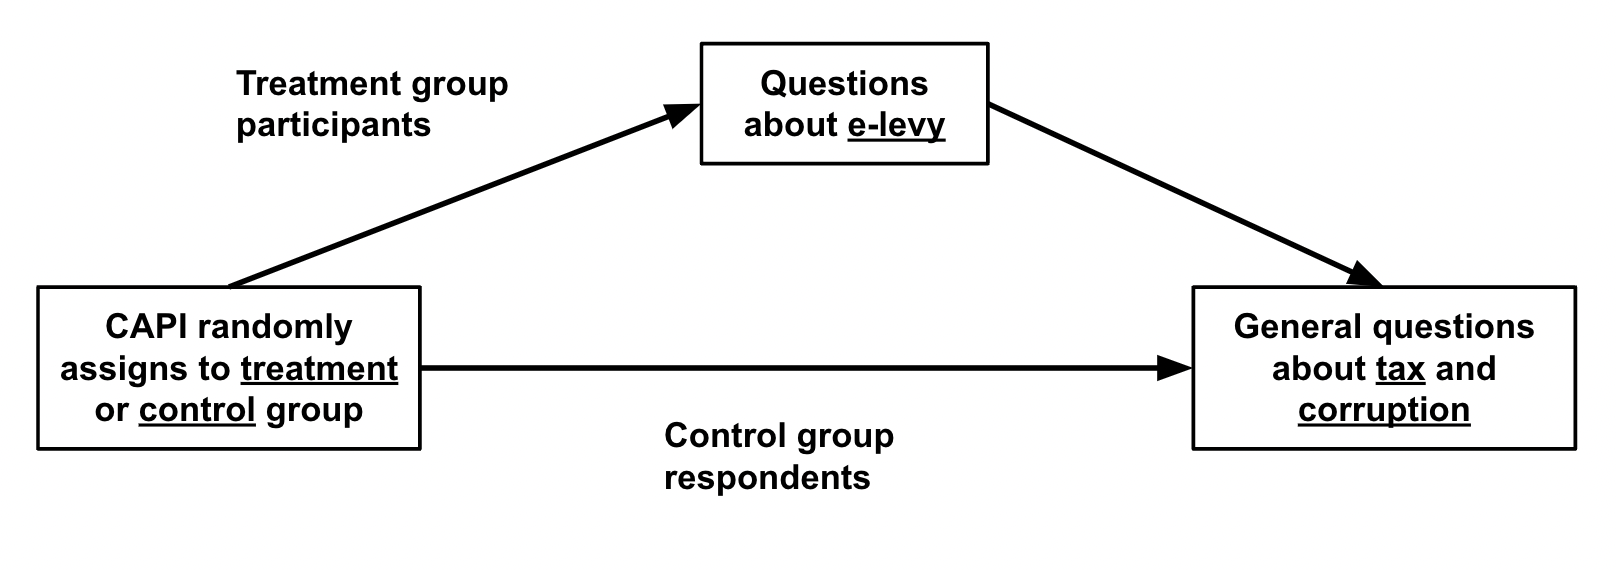 Treatment group
participants
Questions
about e-levy
CAPI randomly
assigns to treatment
or control group
General questions
about tax and
corruption
Control group
respondents